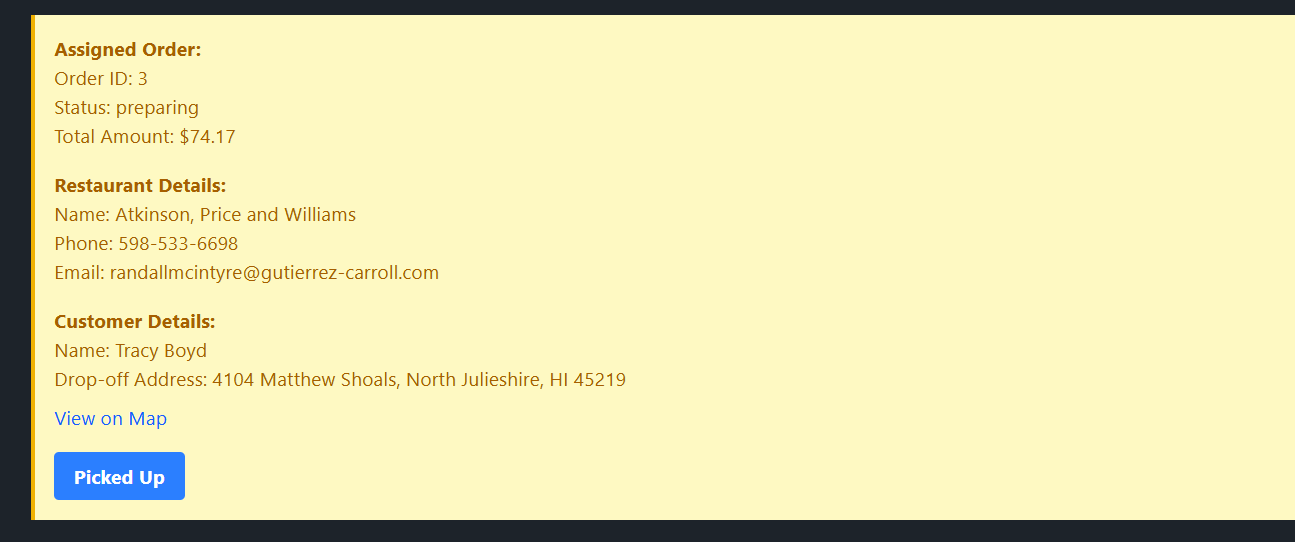 Assigned Order:
Order ID: 3
Status: preparing
Total Amount: $74.17
Restaurant Details:
Name: Atkinson, Price and Williams
Phone: 598-533-6698
Email: randallmcintyre@gutierrez-carroll.com
Customer Details:
Name: Tracy Boyd
Drop-off Address: 4104 Matthew Shoals, North Julieshire, HI 45219
View on Map
Picked Up